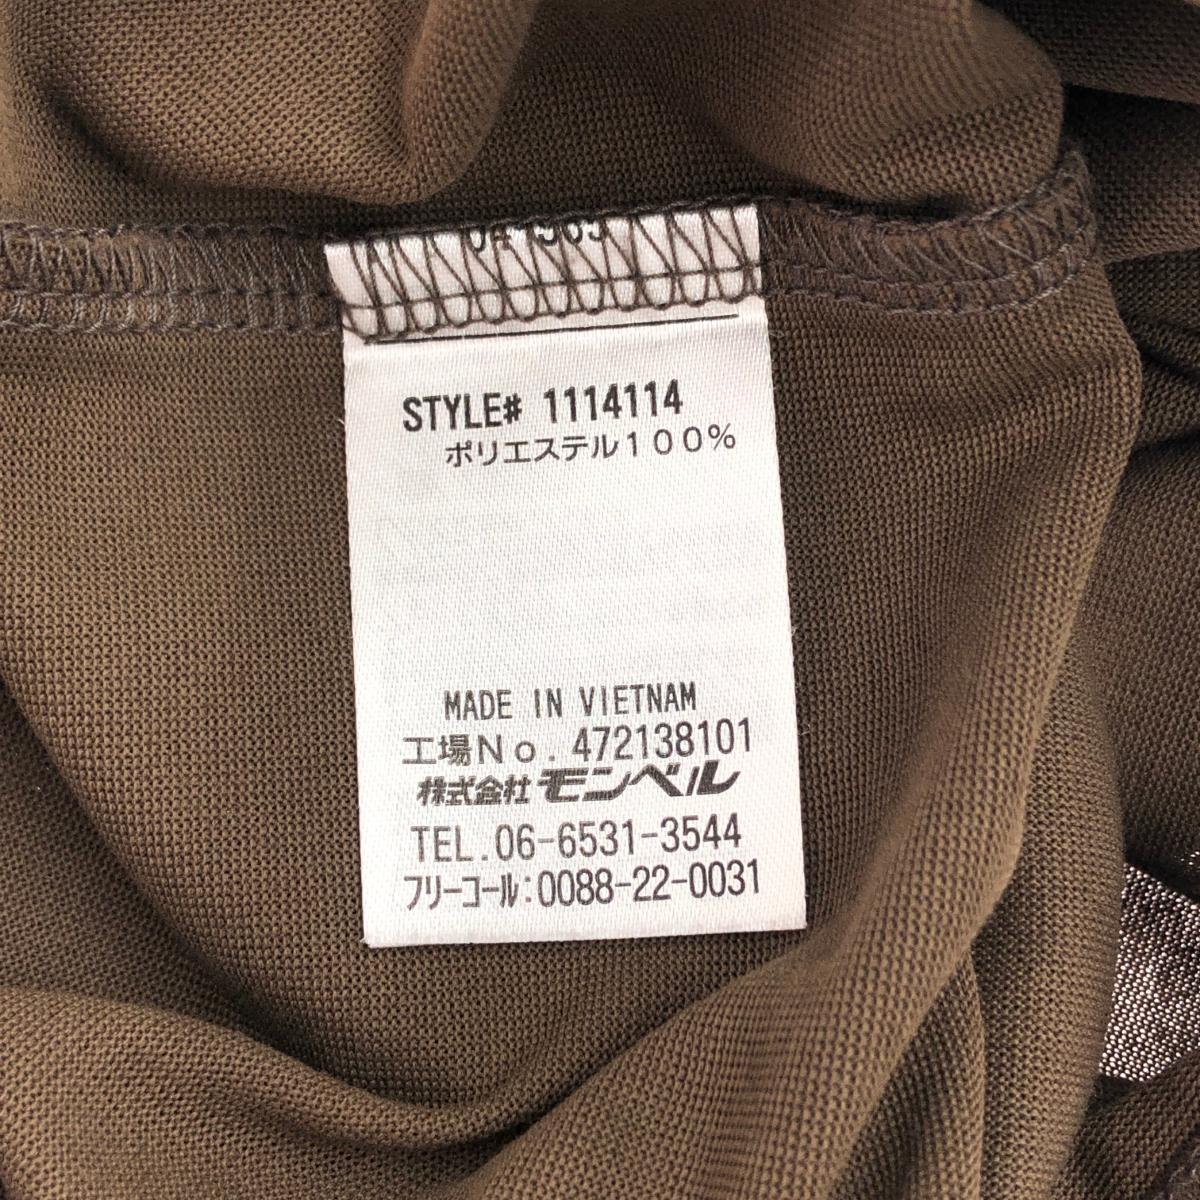 STYLE# 1114114
ポリエステル100%
MADE IN VIETNAM
工場No. 472138101
株式会社モンベル
TEL.06-6531-3544
フリーコール:0088-22-0031